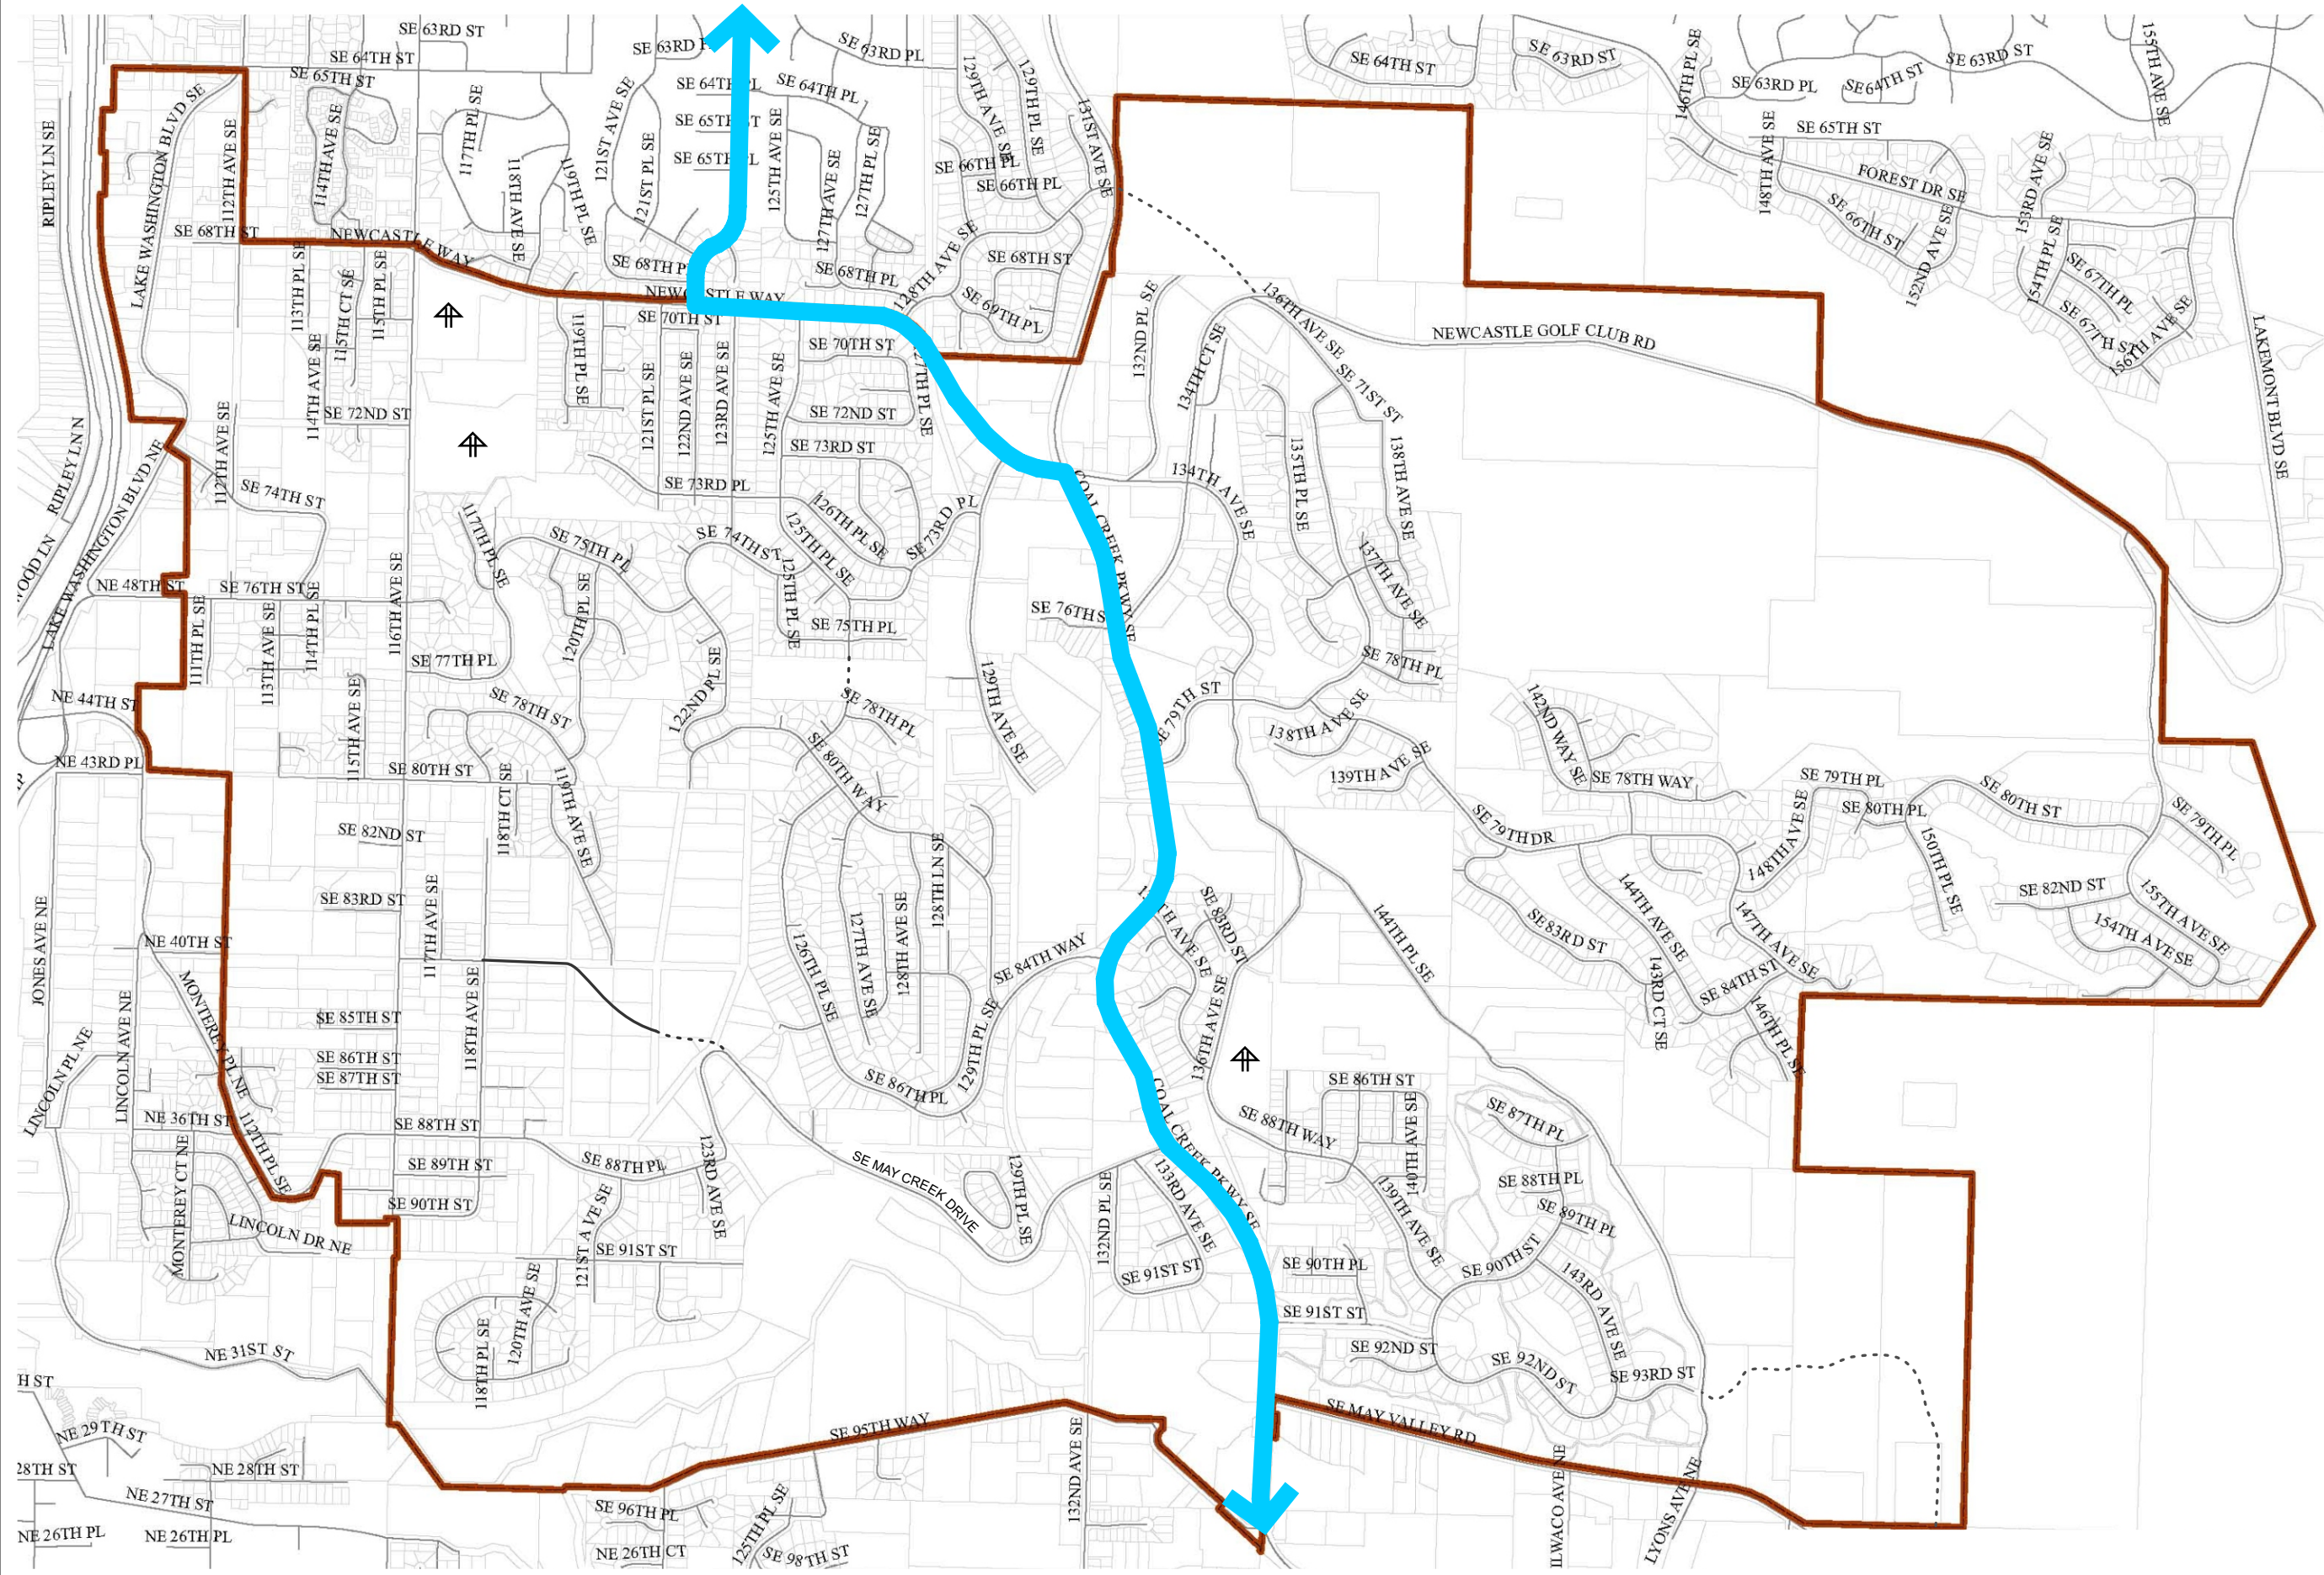 SE 63RD ST
SE 64TH ST
SE 65TH ST
SE 63RD P
SE 63RD PL
SE 64TH PL
SE 64TH PL
SE 65TH ST
SE 65TH PL
SE 64TH ST
SE 63RD ST
SE 63RD PL
SE 64TH ST
SE 63RD ST
155TH AVE SE
146TH PL SE
148TH AVE SE
SE 65TH ST
FOREST DR SE
SE 66TH ST
152ND AVE SE
153RD AVE SE
154TH PL SE
SE 67TH PL
SE 67TH ST
156TH AVE SE
LAKEMONT BLVD SE
RIPLEY LN SE
LAKE WASHINGTON BLVD SE
112TH AVE SE
114TH AVE SE
117TH PL SE
118TH AVE SE
119TH PL SE
121ST AVE SE
121ST PL SE
125TH AVE SE
127TH AVE SE
127TH PL SE
129TH AVE SE
129TH PL SE
131ST AVE SE
SE 66TH PL
SE 66TH PL
SE 68TH ST
NEWCASTLE WAY
SE 68TH P
SE 68TH PL
128TH AVE SE
SE 68TH ST
SE 69TH PL
NEWCASTLE WAY
SE 70TH ST
SE 70TH ST
113TH PL SE
114TH AVE SE
115TH CT SE
115TH PL SE
119TH PL SE
121ST PL SE
122ND AVE SE
123RD AVE SE
125TH AVE SE
127TH PL SE
SE 72ND ST
SE 72ND ST
SE 73RD ST
SE 73RD PL
SE 73RD PL
132ND PL SE
134TH CT SE
136TH AVE SE
SE 71ST ST
NEWCASTLE GOLF CLUB RD
134TH AVE SE
135TH PL SE
138TH AVE SE
137TH AVE SE
SE 78TH PL
RIPLEY LN N
OOD LN
LAKE WASHINGTON BLVD NE
112TH AVE SE
SE 74TH ST
NE 48TH ST
SE 76TH ST
111TH PL SE
113TH AVE SE
114TH PL SE
116TH AVE SE
117TH PL SE
SE 75TH PL
120TH PL SE
SE 74TH ST
125TH PL SE
126TH PL SE
125TH PL SE
SE 75TH PL
SE 76TH S
COAL CREEK PKWY SE
NE 44TH ST
SE 77TH PL
SE 78TH ST
122ND PL SE
SE 78TH PL
129TH AVE SE
SE 79TH ST
138TH AVE SE
139TH AVE SE
142ND WAY SE
SE 78TH WAY
SE 79TH PL
SE 80TH PL
SE 80TH ST
SE 79TH PL
SE 79TH DR
148TH AVE SE
150TH PL SE
SE 82ND ST
155TH AVE SE
154TH AVE SE
NE 43RD PL
115TH AVE SE
SE 80TH ST
118TH CT SE
119TH AVE SE
SE 80TH WAY
SE 82ND ST
SE 83RD ST
117TH AVE SE
126TH PL SE
127TH AVE SE
128TH AVE SE
128TH LN SE
SE 84TH WAY
TH AVE SE
SE 83RD ST
144TH PL SE
SE 83RD ST
144TH AVE SE
143RD CT SE
147TH AVE SE
SE 84TH ST
146TH PL SE
JONES AVE NE
NE 40TH ST
MONTEREY PL NE
LINCOLN AVE NE
LINCOLN PL NE
SE 85TH ST
SE 86TH ST
SE 87TH ST
118TH AVE SE
SE 86TH PL
129TH PL SE
136TH AVE SE
SE 86TH ST
SE 88TH WAY
140TH AVE SE
SE 87TH PL
NE 36TH ST
112TH PL SE
MONTEREY CT NE
LINCOLN DR NE
SE 88TH ST
SE 89TH ST
SE 90TH ST
SE 88TH PL
123RD AVE SE
121ST AVE SE
SE 91ST ST
120TH AVE SE
118TH PL SE
SE MAY CREEK DRIVE
129TH PL SE
132ND PL SE
133RD AVE SE
SE 91ST ST
COAL CREEK PKWY SE
139TH AVE SE
SE 90TH PL
SE 91ST ST
SE 92ND ST
SE 88TH PL
SE 89TH PL
SE 90TH ST
143RD AVE SE
SE 92ND ST
SE 93RD ST
NE 31ST ST
H ST
NE 29TH ST
28TH ST
NE 28TH ST
NE 27TH ST
NE 26TH PL
NE 26TH PL
SE 95TH WAY
SE 96TH PL
NE 26TH CT
125TH PL SE
SE 98TH ST
132ND AVE SE
SE MAY VALLEY RD
ILWACO AVE NE
LYONS AVE NE